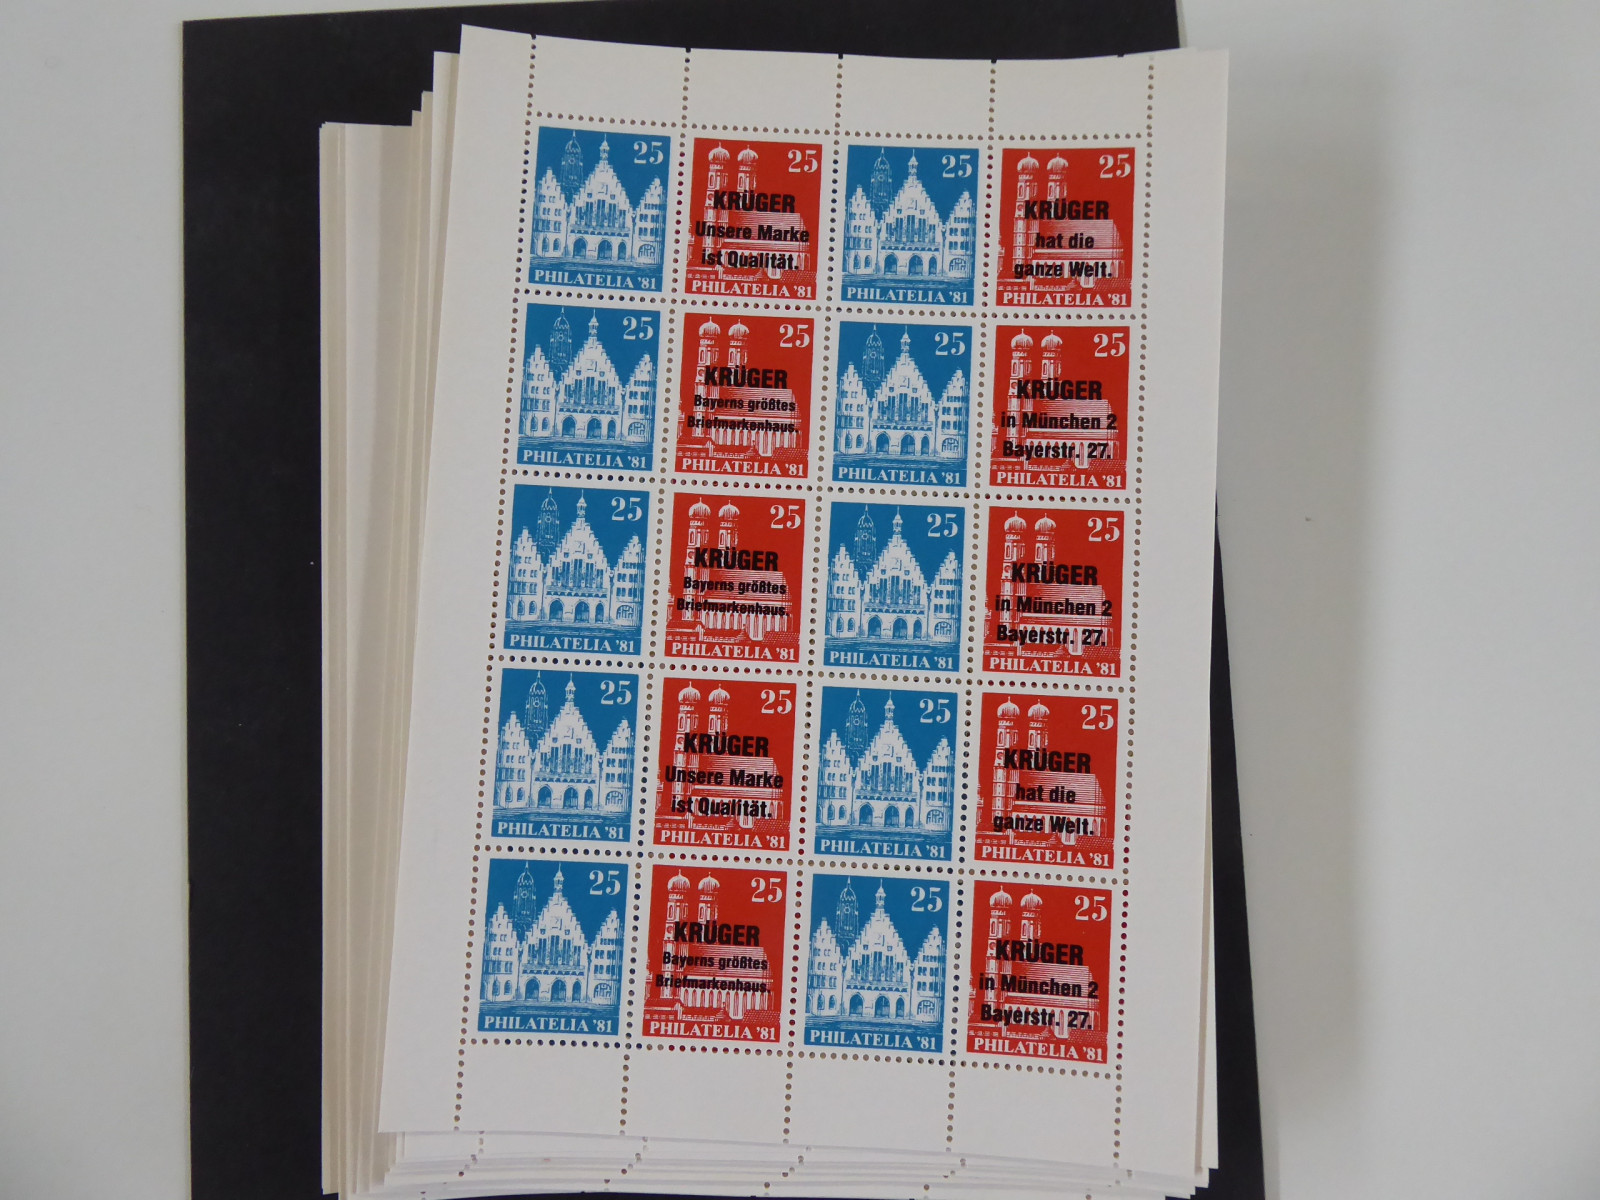 25
PHILATELIA '81
25
KRÜGER
Unsere Marke
ist Qualität.
PHILATELIA '81
25
PHILATELIA '81
25
KRÜGER
hat die
ganze Welt.
PHILATELIA '81
25
PHILATELIA '81
25
KRÜGER
Bayerns größtes
Briefmarkenhaus.
PHILATELIA '81
25
PHILATELIA '81
25
KRÜGER
in München 2
Bayerstr. 27.
PHILATELIA '81
25
PHILATELIA '81
25
KRÜGER
Bayerns größtes
Briefmarkenhaus.
PHILATELIA '81
25
PHILATELIA '81
25
KRÜGER
in München 2
Bayerstr. 27.
PHILATELIA '81
25
PHILATELIA '81
25
KRÜGER
Unsere Marke
ist Qualität.
PHILATELIA '81
25
PHILATELIA '81
25
KRÜGER
hat die
ganze Welt.
PHILATELIA '81
25
PHILATELIA '81
25
KRÜGER
Bayerns größtes
Briefmarkenhaus.
PHILATELIA '81
25
PHILATELIA '81
25
KRÜGER
in München 2
Bayerstr. 27.
PHILATELIA '81